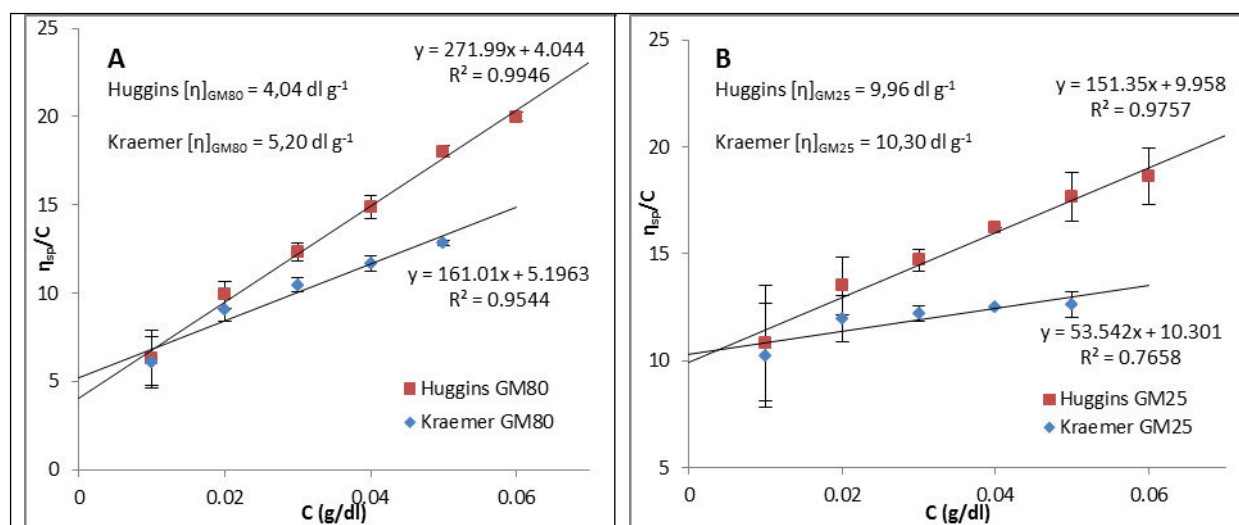 A
Huggins [η]GM80 = 4,04 dl g-1
Kraemer [η]GM80 = 5,20 dl g-1
y = 271.99x + 4.044
R² = 0.9946
y = 161.01x + 5.1963
R² = 0.9544
Huggins GM80
Kraemer GM80
ηsp/C
25
20
15
10
5
0
0 0.02 0.04 0.06
C (g/dl)
B
Huggins [η]GM25 = 9,96 dl g-1
Kraemer [η]GM25 = 10,30 dl g-1
y = 151.35x + 9.958
R² = 0.9757
y = 53.542x + 10.301
R² = 0.7658
Huggins GM25
Kraemer GM25
ηsp/C
25
20
15
10
5
0 0.02 0.04 0.06
C (g/dl)